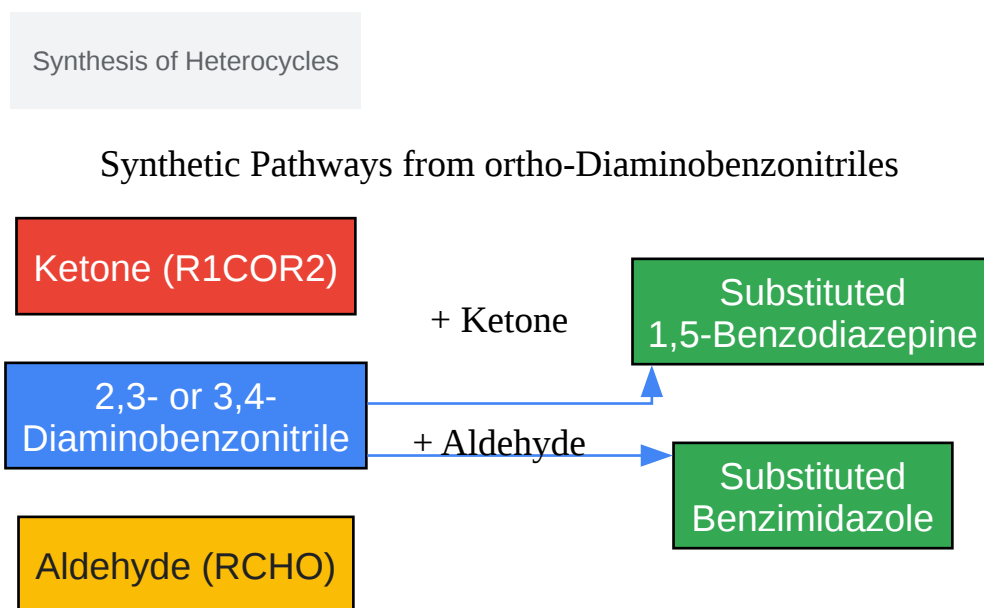 Synthesis of Heterocycles
Synthetic Pathways from ortho-Diaminobenzonitriles
Ketone (R1COR2)
+ Ketone
Substituted
1,5-Benzodiazepine
2,3- or 3,4-
Diaminobenzonitrile
+ Aldehyde
Substituted
Benzimidazole
Aldehyde (RCHO)